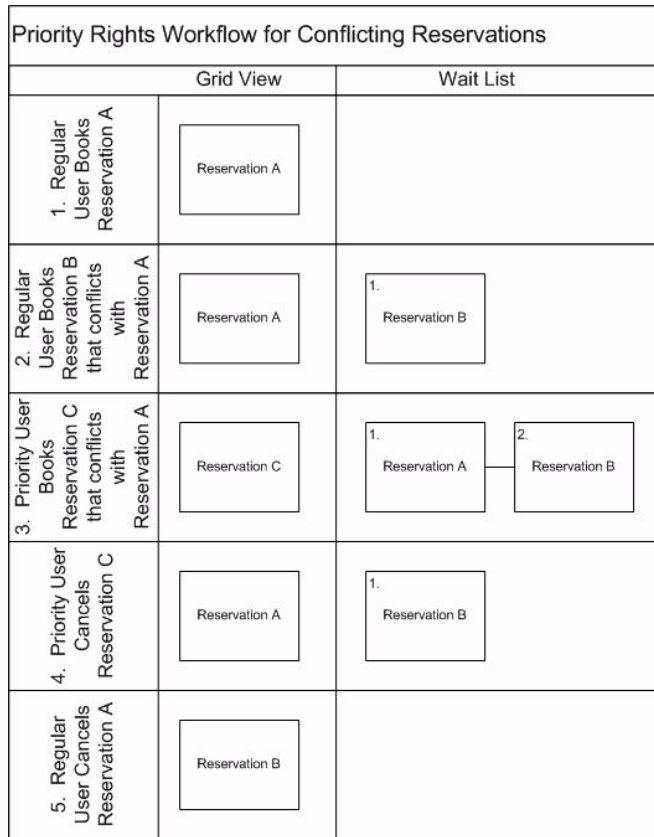 Priority Rights Workflow for Conflicting Reservations
Grid View
Wait List
1. Regular
User Books
Reservation A
Reservation A
2. Regular
User Books
Reservation B
that conflicts
with
Reservation A
Reservation A
1.
Reservation B
3. Priority User
Books
Reservation C
that conflicts
with
Reservation A
Reservation C
1.
Reservation A
2.
Reservation B
4. Priority User
Cancels
Reservation C
Reservation A
1.
Reservation B
5. Regular
User Cancels
Reservation A
Reservation B